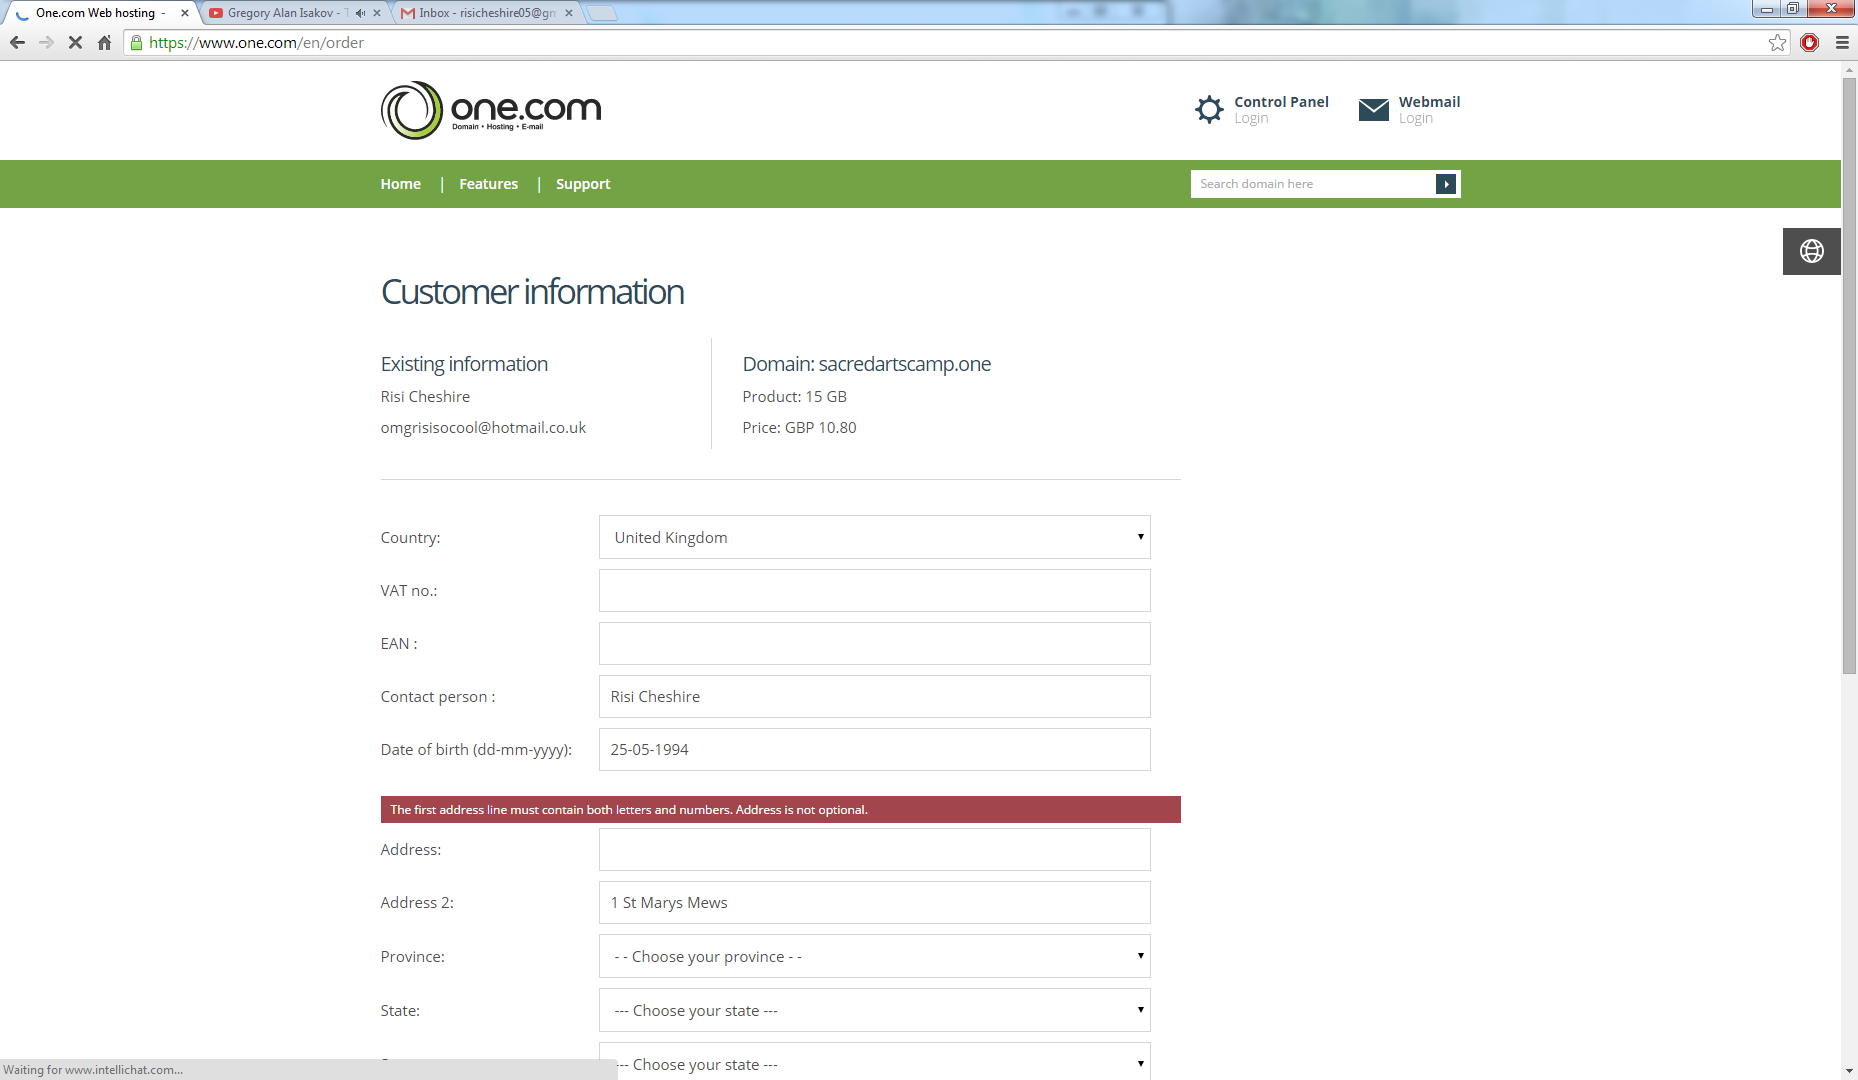 One.com Web hosting -
Gregory Alan Isakov - T
Inbox - risicheshire05@gm
https://www.one.com/en/order
one.com
Domain • Hosting • E-mail
Control Panel
Login
Webmail
Login
Home | Features | Support
Search domain here
Customer information
Existing information
Risi Cheshire
omgrisisocool@hotmail.co.uk
Domain: sacredartscamp.one
Product: 15 GB
Price: GBP 10.80
Country: United Kingdom
VAT no.:
EAN :
Contact person : Risi Cheshire
Date of birth (dd-mm-yyyy): 25-05-1994
The first address line must contain both letters and numbers. Address is not optional.
Address:
Address 2: 1 St Marys Mews
Province: - - Choose your province - -
State: --- Choose your state ---
--- Choose your state ---
Waiting for www.intellichat.com...